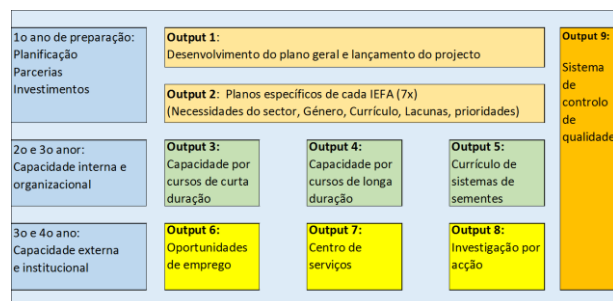 1o ano de preparação:
Planificação
Parcerias
Investimentos
Output 1:
Desenvolvimento do plano geral e lançamento do projecto
Output 2: Planos específicos de cada IEFA (7x)
(Necessidades do sector, Género, Currículo, Lacunas, prioridades)
Output 9:
Sistema
de
controlo
de
qualidade
2o e 3o anor:
Capacidade interna e
organizacional
Output 3:
Capacidade por
cursos de curta
duração
Output 4:
Capacidade por
cursos de longa
duração
Output 5:
Currículo de
sistemas de
sementes
3o e 4o ano:
Capacidade externa
e institucional
Output 6:
Oportunidades
de emprego
Output 7:
Centro de
serviços
Output 8:
Investigação por
acção